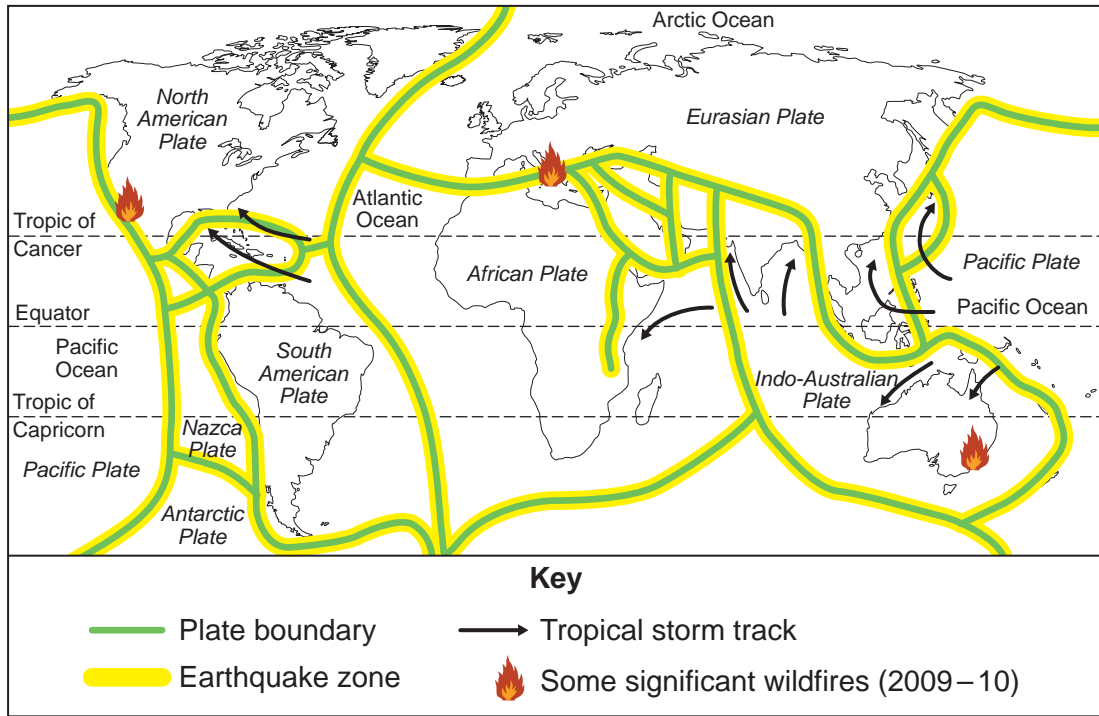 Arctic Ocean
North
American
Plate
Eurasian Plate
Atlantic
Ocean
Tropic of
Cancer
African Plate
Pacific Plate
Pacific Ocean
Equator
Pacific
Ocean
South
American
Plate
Indo-Australian
Plate
Tropic of
Capricorn
Nazca
Plate
Pacific Plate
Antarctic
Plate
Key
Plate boundary
Tropical storm track
Earthquake zone
Some significant wildfires (2009–10)